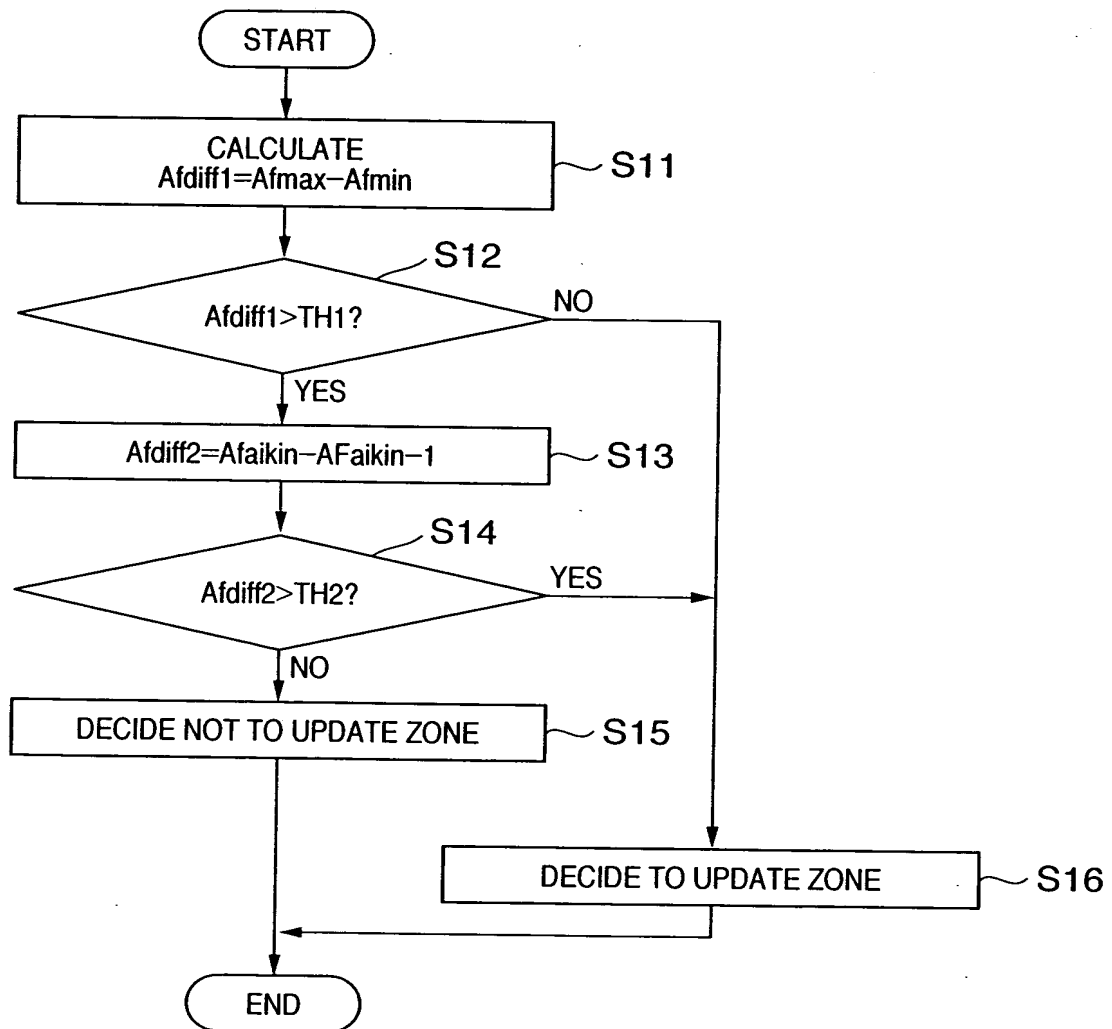 START
CALCULATE
Afdiff1=Afmax−Afmin
S11
S12
Afdiff1>TH1?
NO
YES
Afdiff2=Afaikin−AFaikin−1
S13
S14
Afdiff2>TH2?
YES
NO
DECIDE NOT TO UPDATE ZONE
S15
DECIDE TO UPDATE ZONE
S16
END